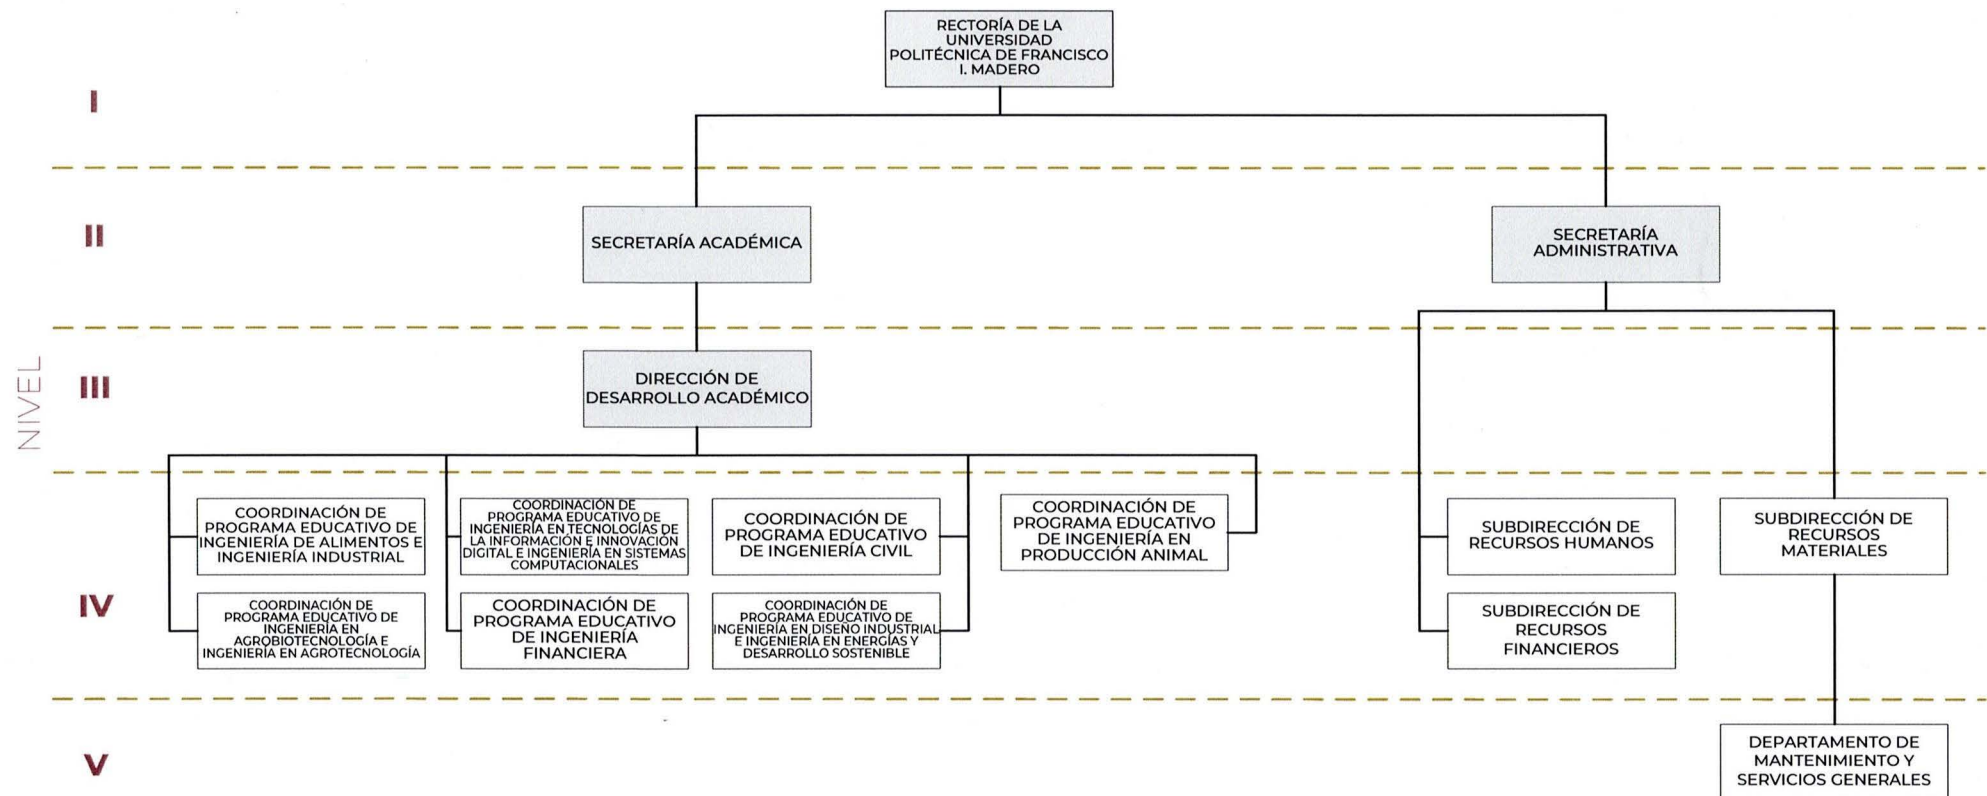 RECTORÍA DE LA
UNIVERSIDAD
POLITÉCNICA DE FRANCISCO
I. MADERO
I
II
SECRETARÍA ACADÉMICA
SECRETARÍA
ADMINISTRATIVA
NIVEL
III
DIRECCIÓN DE
DESARROLLO ACADÉMICO
IV
COORDINACIÓN DE
PROGRAMA EDUCATIVO DE
INGENIERÍA DE ALIMENTOS E
INGENIERÍA INDUSTRIAL
COORDINACIÓN DE
PROGRAMA EDUCATIVO DE
INGENIERÍA EN TECNOLOGÍAS DE
LA INFORMACIÓN E INNOVACIÓN
DIGITAL E INGENIERÍA EN SISTEMAS
COMPUTACIONALES
COORDINACIÓN DE
PROGRAMA EDUCATIVO
DE INGENIERÍA CIVIL
COORDINACIÓN DE
PROGRAMA EDUCATIVO
DE INGENIERÍA EN
PRODUCCIÓN ANIMAL
SUBDIRECCIÓN DE
RECURSOS HUMANOS
SUBDIRECCIÓN DE
RECURSOS
MATERIALES
COORDINACIÓN DE
PROGRAMA EDUCATIVO DE
INGENIERÍA EN
AGROBIOTECNOLOGÍA E
INGENIERÍA EN AGROTECNOLOGÍA
COORDINACIÓN DE
PROGRAMA EDUCATIVO
DE INGENIERÍA
FINANCIERA
COORDINACIÓN DE
PROGRAMA EDUCATIVO DE
INGENIERÍA EN DISEÑO INDUSTRIAL
E INGENIERÍA EN ENERGÍAS Y
DESARROLLO SOSTENIBLE
SUBDIRECCIÓN DE
RECURSOS
FINANCIEROS
V
DEPARTAMENTO DE
MANTENIMIENTO Y
SERVICIOS GENERALES